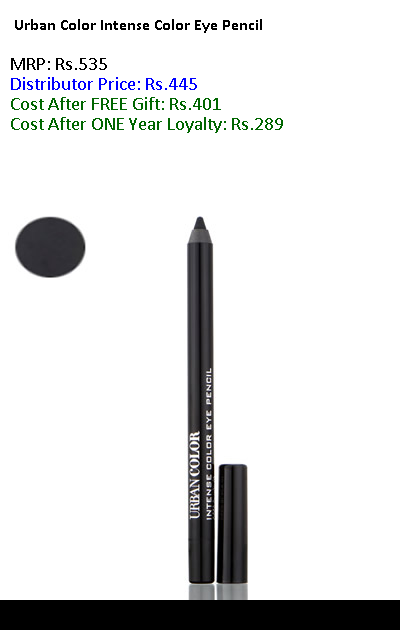 Urban Color Intense Color Eye Pencil
MRP: Rs.535
Distributor Price: Rs.445
Cost After FREE Gift: Rs.401
Cost After ONE Year Loyalty: Rs.289
URBAN COLOR
INTENSE COLOR EYE PENCIL